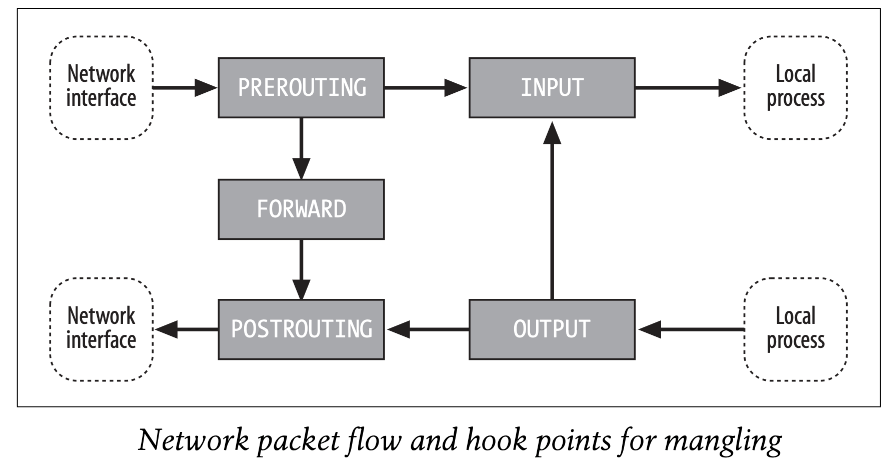 Network
interface
PREROUTING
INPUT
Local
process
FORWARD
Network
interface
POSTROUTING
OUTPUT
Local
process
Network packet flow and hook points for mangling